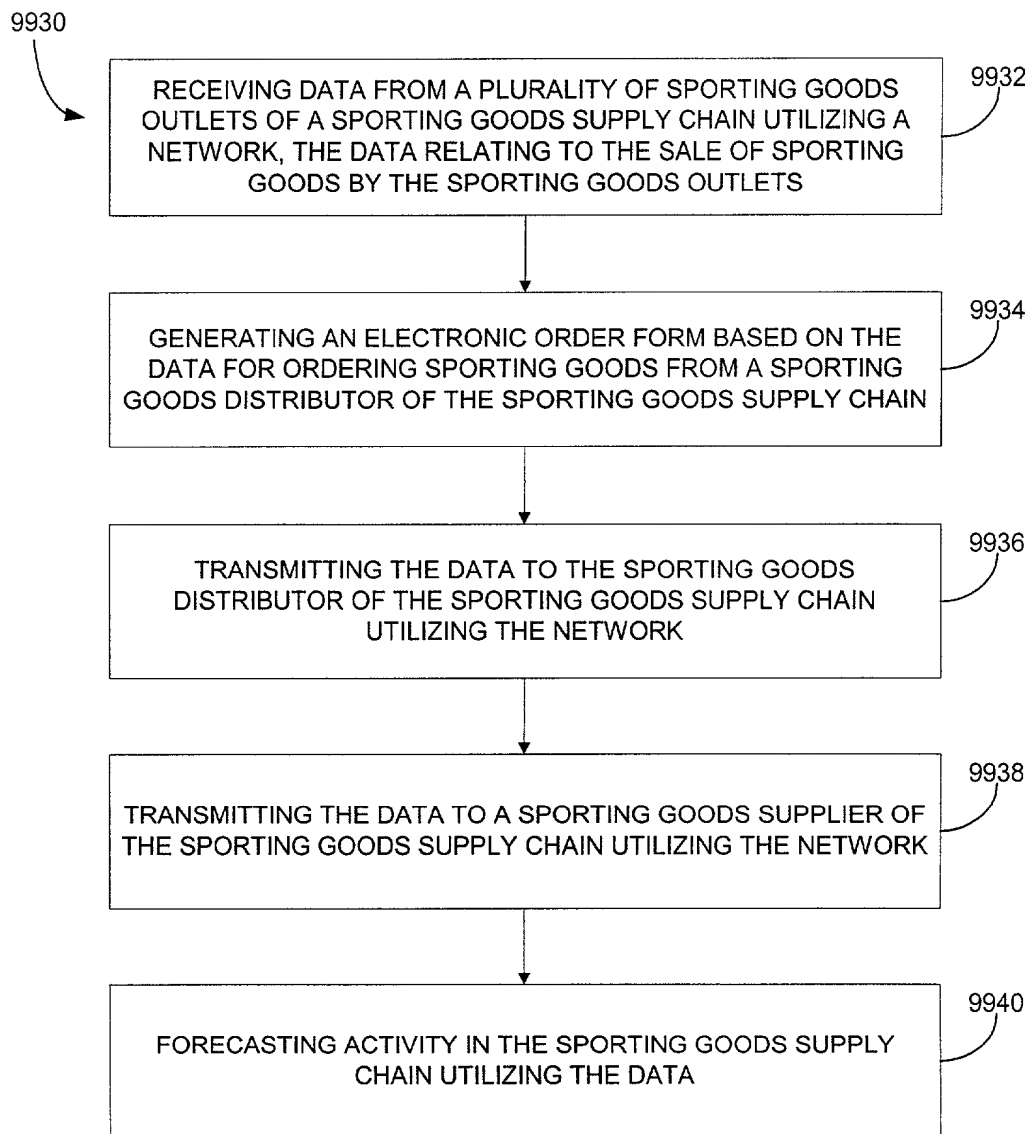 9930
RECEIVING DATA FROM A PLURALITY OF SPORTING GOODS
OUTLETS OF A SPORTING GOODS SUPPLY CHAIN UTILIZING A
NETWORK, THE DATA RELATING TO THE SALE OF SPORTING
GOODS BY THE SPORTING GOODS OUTLETS
9932
GENERATING AN ELECTRONIC ORDER FORM BASED ON THE
DATA FOR ORDERING SPORTING GOODS FROM A SPORTING
GOODS DISTRIBUTOR OF THE SPORTING GOODS SUPPLY CHAIN
9934
TRANSMITTING THE DATA TO THE SPORTING GOODS
DISTRIBUTOR OF THE SPORTING GOODS SUPPLY CHAIN
UTILIZING THE NETWORK
9936
TRANSMITTING THE DATA TO A SPORTING GOODS SUPPLIER OF
THE SPORTING GOODS SUPPLY CHAIN UTILIZING THE NETWORK
9938
FORECASTING ACTIVITY IN THE SPORTING GOODS SUPPLY
CHAIN UTILIZING THE DATA
9940